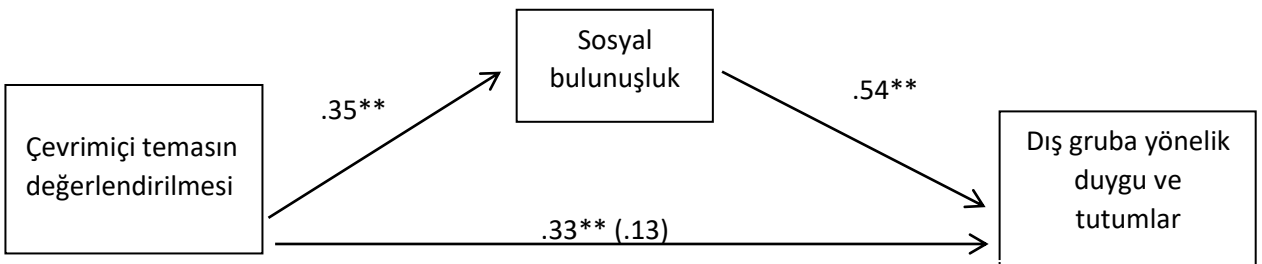 Sosyal
bulunuşluk
.35**
.54**
Çevrimiçi temasın
değerlendirilmesi
Dış gruba yönelik
duygu ve
tutumlar
.33** (.13)